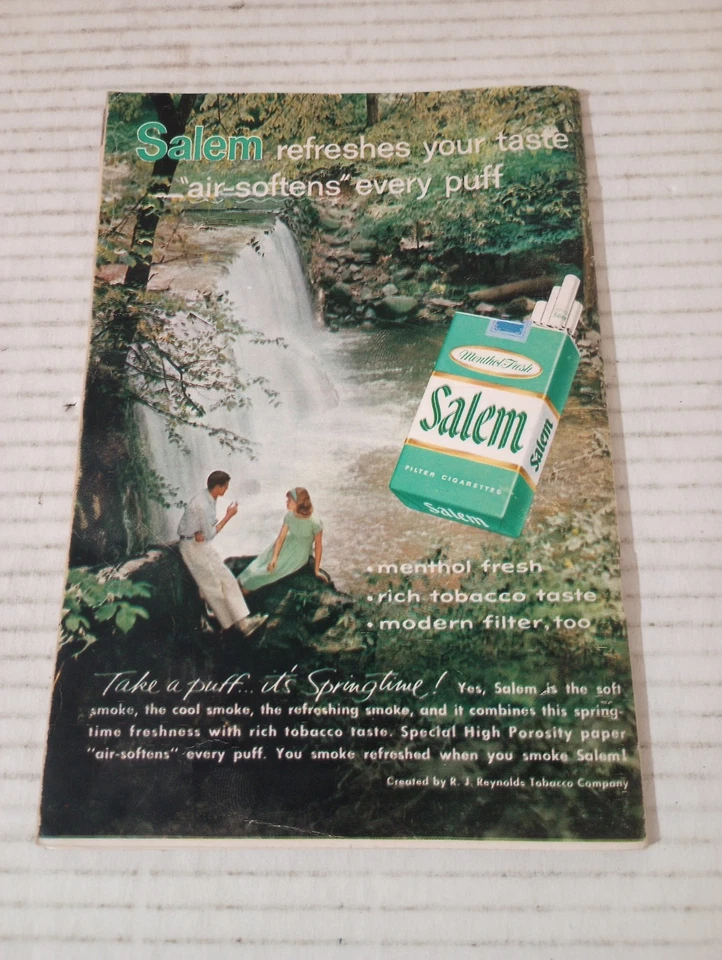 Salem refreshes your taste
—"air-softens" every puff
Menthol Fresh
Salem
Salem
FILTER CIGARETTES
Salem
• menthol fresh
• rich tobacco taste
• modern filter, too
Take a puff... it's Springtime! Yes, Salem is the soft
smoke, the cool smoke, the refreshing smoke, and it combines this spring-
time freshness with rich tobacco taste. Special High Porosity paper
"air-softens" every puff. You smoke refreshed when you smoke Salem!
Created by R. J. Reynolds Tobacco Company